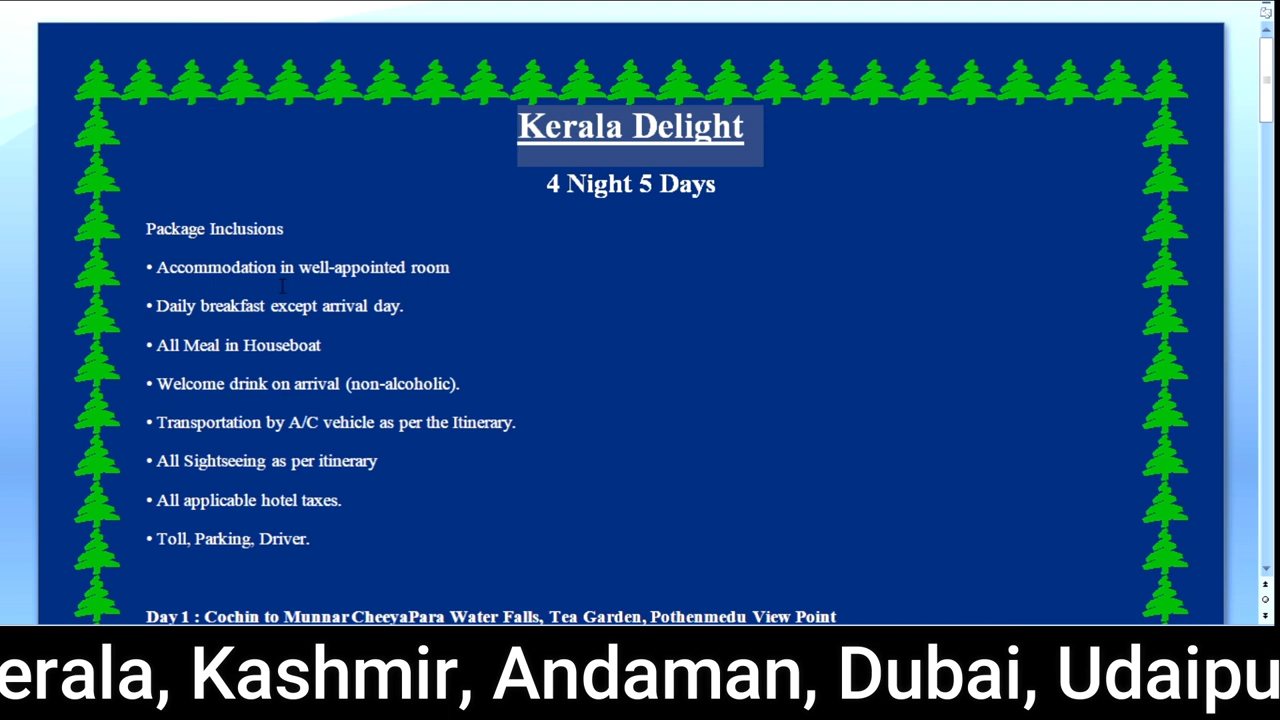 Kerala Delight
4 Night 5 Days
Package Inclusions
• Accommodation in well-appointed room
• Daily breakfast except arrival day.
• All Meal in Houseboat
• Welcome drink on arrival (non-alcoholic).
• Transportation by A/C vehicle as per the Itinerary.
• All Sightseeing as per itinerary
• All applicable hotel taxes.
• Toll, Parking, Driver.
Day 1 : Cochin to Munnar CheeyaPara Water Falls, Tea Garden, Pothenmedu View Point
erala, Kashmir, Andaman, Dubai, Udaipu